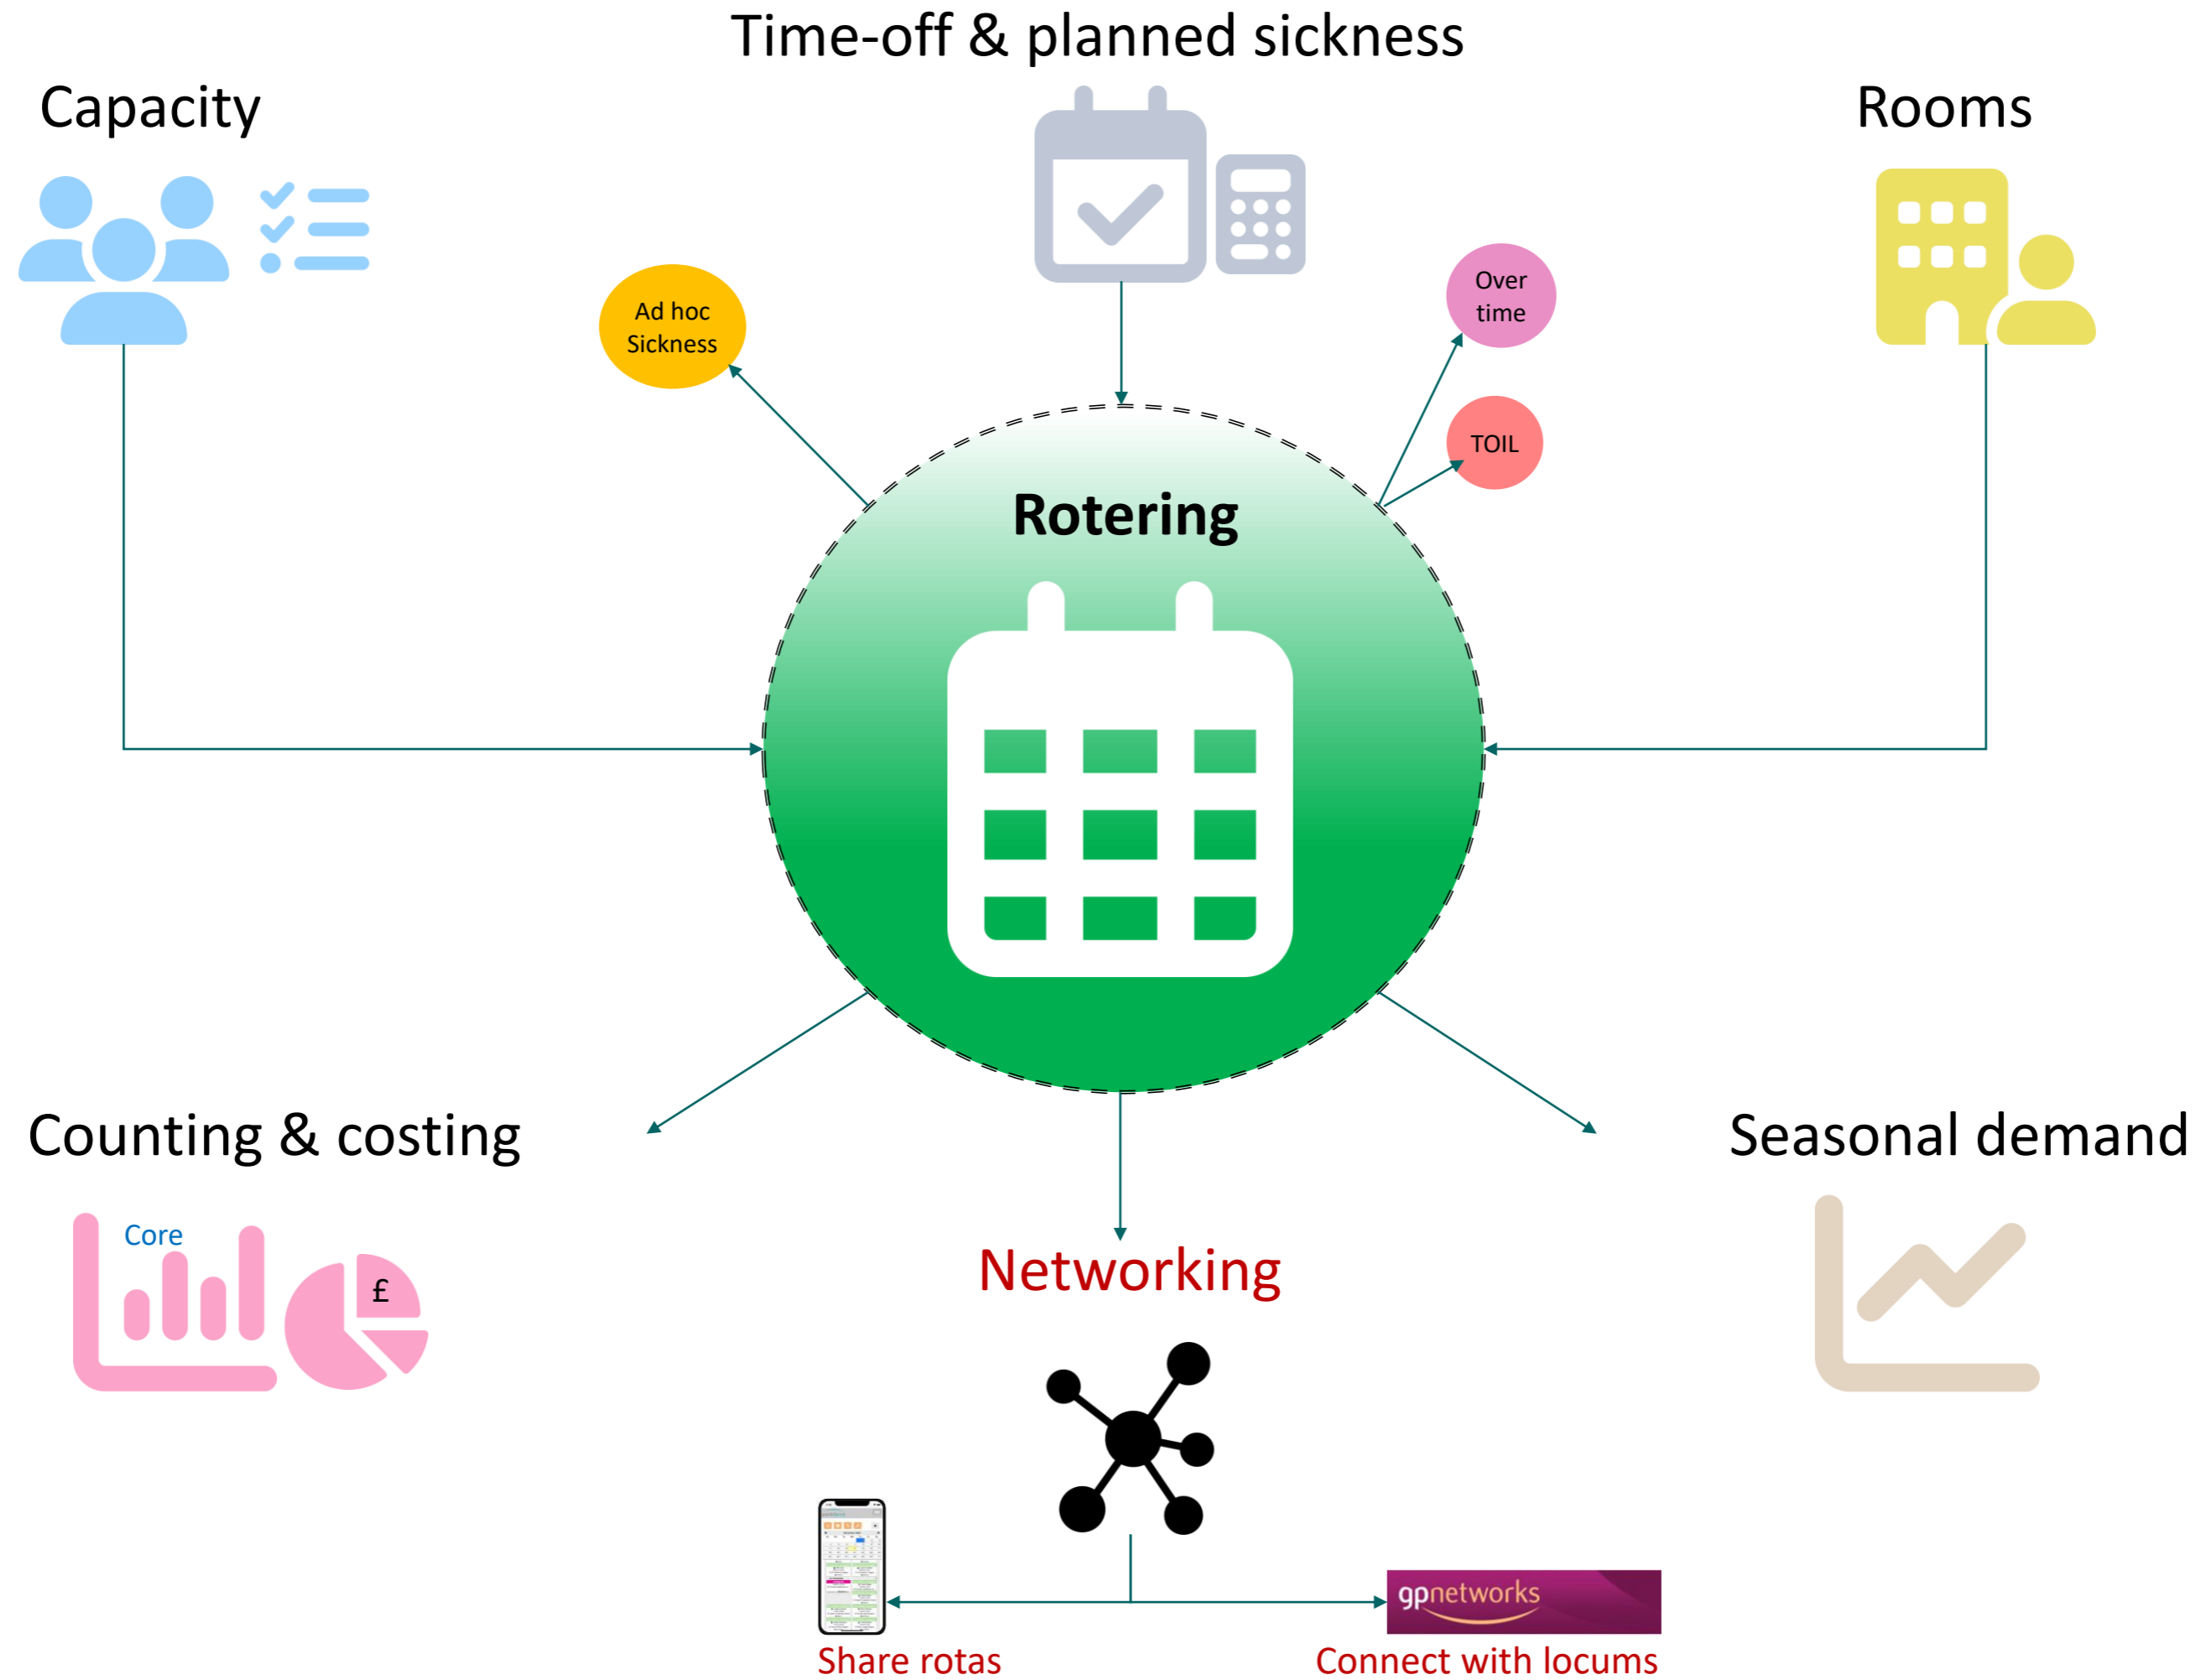 Time-off & planned sickness
Capacity
Rooms
Ad hoc
Sickness
Over
time
TOIL
Rotering
Counting & costing
Seasonal demand
Core
£
Networking
gpnetworks
Share rotas
Connect with locums